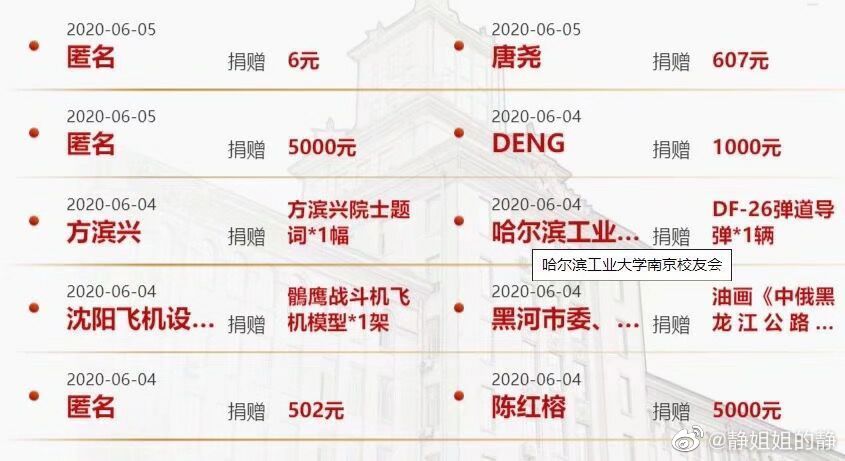 2020-06-05
匿名 捐赠 6元
2020-06-05
唐尧 捐赠 607元
2020-06-05
匿名 捐赠 5000元
2020-06-04
DENG 捐赠 1000元
2020-06-04
方滨兴 捐赠 方滨兴院士题
词*1幅
2020-06-04
哈尔滨工业... 捐赠 DF-26弹道导
弹*1辆
哈尔滨工业大学南京校友会
2020-06-04
沈阳飞机设... 捐赠 鶻鹰战斗机飞
机模型*1架
2020-06-04
黑河市委、... 捐赠 油画《中俄黑
龙江公路...
2020-06-04
匿名 捐赠 502元
2020-06-04
陈红榕 捐赠 5000元
@静姐姐的静